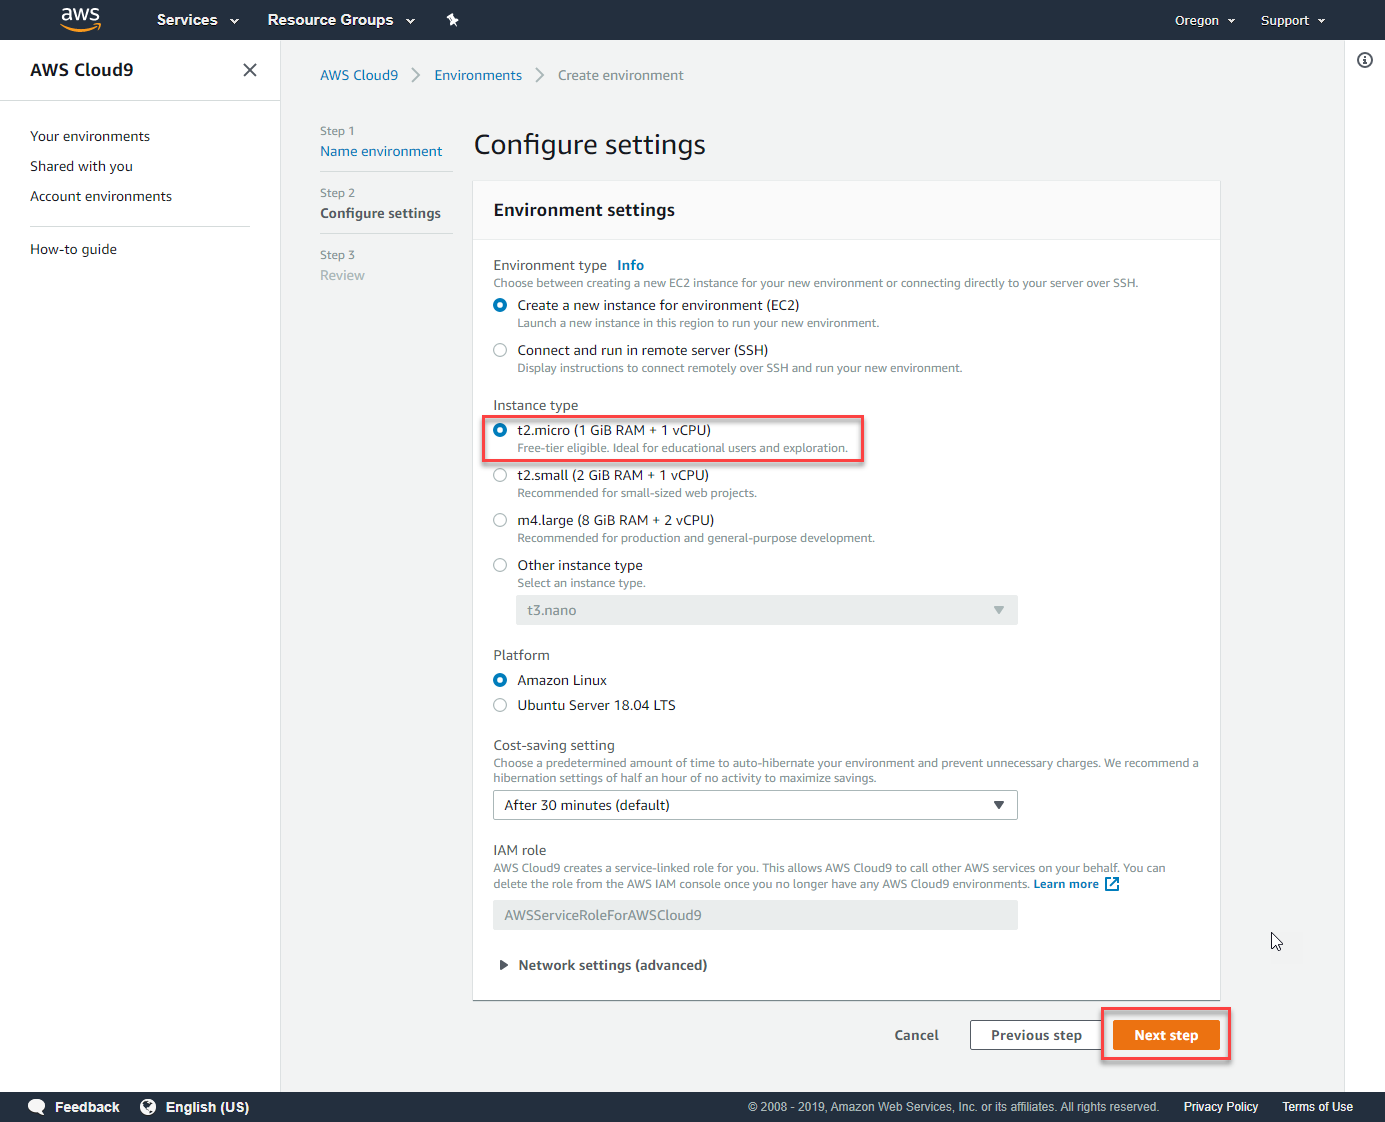 aws
Services
Resource Groups
Oregon
Support
AWS Cloud9
Your environments
Shared with you
Account environments
How-to guide
AWS Cloud9 > Environments > Create environment
Step 1
Name environment
Step 2
Configure settings
Step 3
Review
Configure settings
Environment settings
Environment type Info
Choose between creating a new EC2 instance for your new environment or connecting directly to your server over SSH.
Create a new instance for environment (EC2)
Launch a new instance in this region to run your new environment.
Connect and run in remote server (SSH)
Display instructions to connect remotely over SSH and run your new environment.
Instance type
t2.micro (1 GiB RAM + 1 vCPU)
Free-tier eligible. Ideal for educational users and exploration.
t2.small (2 GiB RAM + 1 vCPU)
Recommended for small-sized web projects.
m4.large (8 GiB RAM + 2 vCPU)
Recommended for production and general-purpose development.
Other instance type
Select an instance type.
t3.nano
Platform
Amazon Linux
Ubuntu Server 18.04 LTS
Cost-saving setting
Choose a predetermined amount of time to auto-hibernate your environment and prevent unnecessary charges. We recommend a
hibernation settings of half an hour of no activity to maximize savings.
After 30 minutes (default)
IAM role
AWS Cloud9 creates a service-linked role for you. This allows AWS Cloud9 to call other AWS services on your behalf. You can
delete the role from the AWS IAM console once you no longer have any AWS Cloud9 environments. Learn more
AWSServiceRoleForAWSCloud9
Network settings (advanced)
Cancel
Previous step
Next step
Feedback
English (US)
© 2008 - 2019, Amazon Web Services, Inc. or its affiliates. All rights reserved.
Privacy Policy
Terms of Use